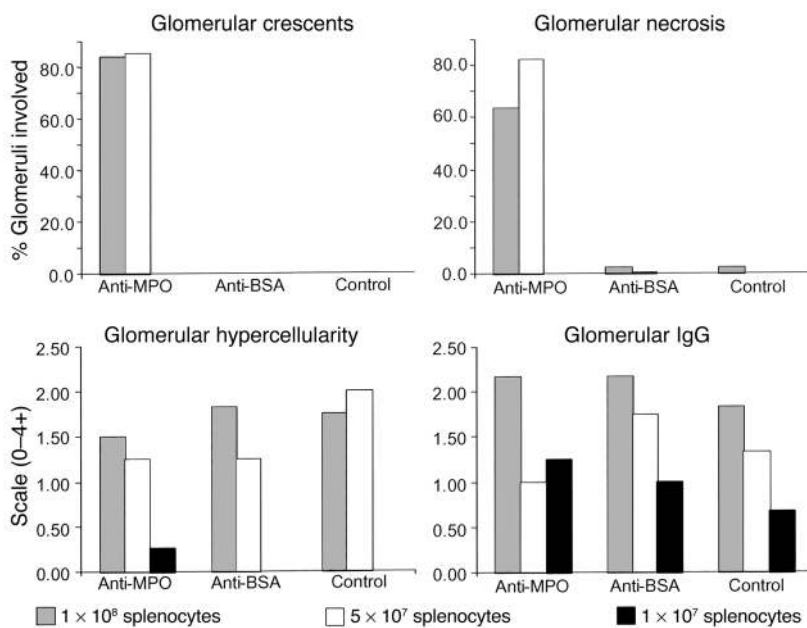 Glomerular crescents
Glomerular necrosis
% Glomeruli involved
80.0
60.0
40.0
20.0
0.0
Anti-MPO Anti-BSA Control
80.0
60.0
40.0
20.0
0.0
Anti-MPO Anti-BSA Control
Glomerular hypercellularity
Glomerular IgG
Scale (0–4+)
2.50
2.00
1.50
1.00
0.50
0.00
Anti-MPO Anti-BSA Control
2.50
2.00
1.50
1.00
0.50
0.00
Anti-MPO Anti-BSA Control
1 × 10⁸ splenocytes 5 × 10⁷ splenocytes 1 × 10⁷ splenocytes